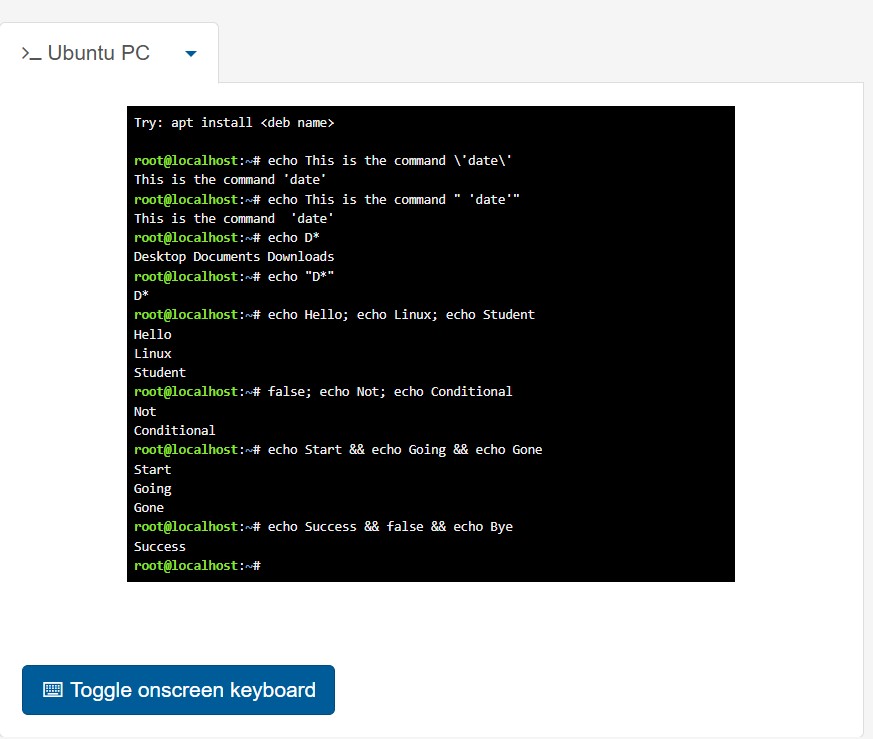 >_ Ubuntu PC
Try: apt install <deb name>
root@localhost:~# echo This is the command \'date\'
This is the command 'date'
root@localhost:~# echo This is the command " 'date'"
This is the command  'date'
root@localhost:~# echo D*
Desktop Documents Downloads
root@localhost:~# echo "D*"
D*
root@localhost:~# echo Hello; echo Linux; echo Student
Hello
Linux
Student
root@localhost:~# false; echo Not; echo Conditional
Not
Conditional
root@localhost:~# echo Start && echo Going && echo Gone
Start
Going
Gone
root@localhost:~# echo Success && false && echo Bye
Success
root@localhost:~#
Toggle onscreen keyboard